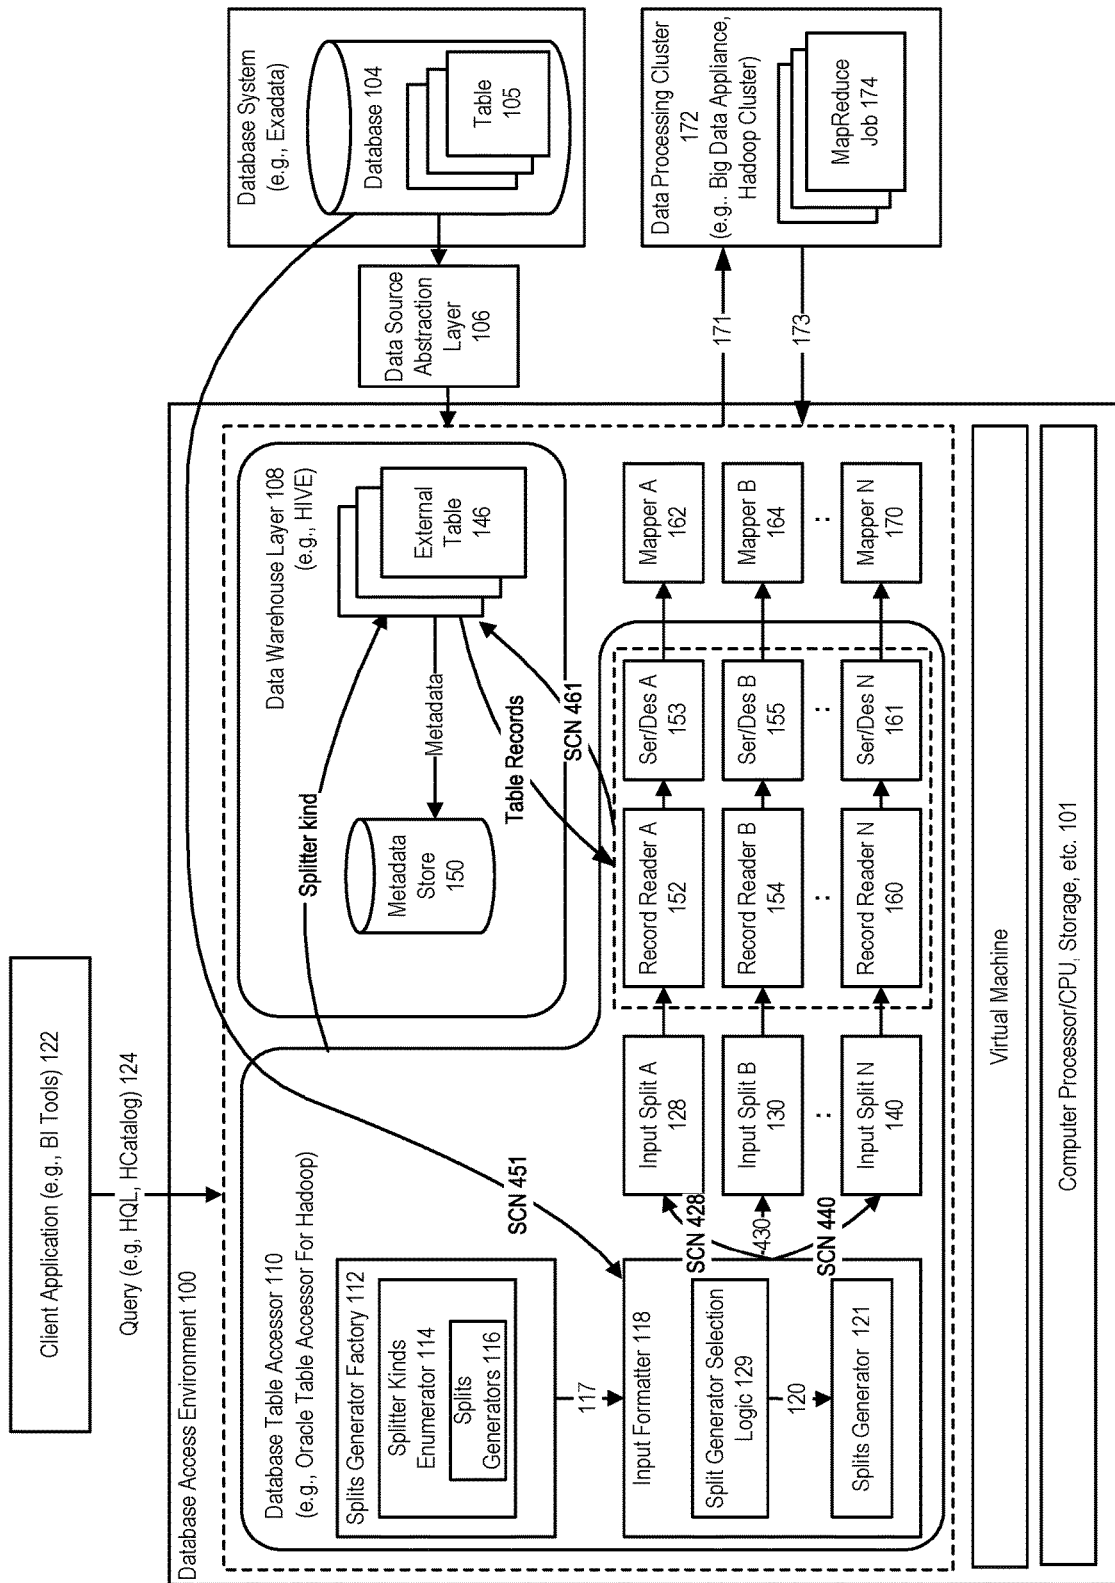 Client Application (e.g., BI Tools) 122
Query (e.g, HQL, HCatalog) 124
Database Access Environment 100
Database Table Accessor 110
(e.g., Oracle Table Accessor For Hadoop)
Splits Generator Factory 112
Splitter Kinds
Enumerator 114
Splits
Generators 116
117
Input Formatter 118
Split Generator Selection
Logic 129
120
Splits Generator 121
Splitter kind
SCN 451
SCN 428
430
SCN 440
Input Split A
128
Input Split B
130
:
Input Split N
140
Data Warehouse Layer 108
(e.g., HIVE)
Metadata
Store
150
Metadata
External
Table
146
Table Records
SCN 461
Record Reader A
152
Record Reader B
154
:
Record Reader N
160
Ser/Des A
153
Ser/Des B
155
:
Ser/Des N
161
Mapper A
162
Mapper B
164
:
Mapper N
170
Virtual Machine
Computer Processor/CPU, Storage, etc. 101
Data Source
Abstraction
Layer
106
Database System
(e.g., Exadata)
Database 104
Table
105
171
173
Data Processing Cluster
172
(e.g.. Big Data Appliance,
Hadoop Cluster)
MapReduce
Job 174